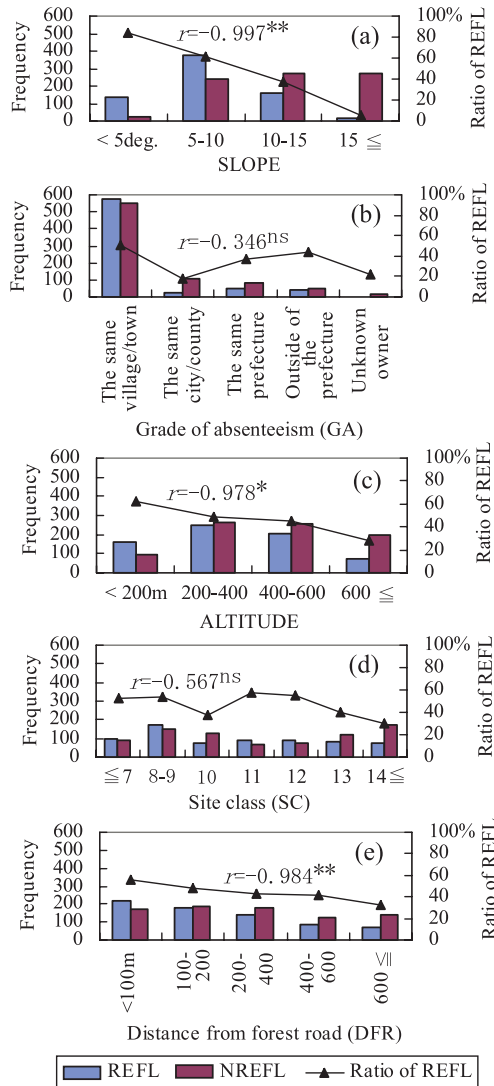 600
500
400
300
200
100
0
Frequency
r=-0.997**
(a)
100%
80
60
40
20
0
Ratio of REFL
< 5deg.
5-10
10-15
15 ≦
SLOPE
600
500
400
300
200
100
0
Frequency
r=-0.346ns
(b)
100%
80
60
40
20
0
Ratio of REFL
The same
village/town
The same
city/county
The same
prefecture
Outside of
the
prefecture
Unknown
owner
Grade of absenteeism (GA)
600
500
400
300
200
100
0
Frequency
r=-0.978*
(c)
100%
80
60
40
20
0
Ratio of REFL
< 200m
200-400
400-600
600 ≦
ALTITUDE
600
500
400
300
200
100
0
Frequency
r=-0.567ns
(d)
100%
80
60
40
20
0
Ratio of REFL
≦7
8-9
10
11
12
13
14≦
Site class (SC)
600
500
400
300
200
100
0
Frequency
r=-0.984**
(e)
100%
80
60
40
20
0
Ratio of REFL
<100m
100-
200
200-
400
400-
600
600 ≦
Distance from forest road (DFR)
REFL NREFL Ratio of REFL